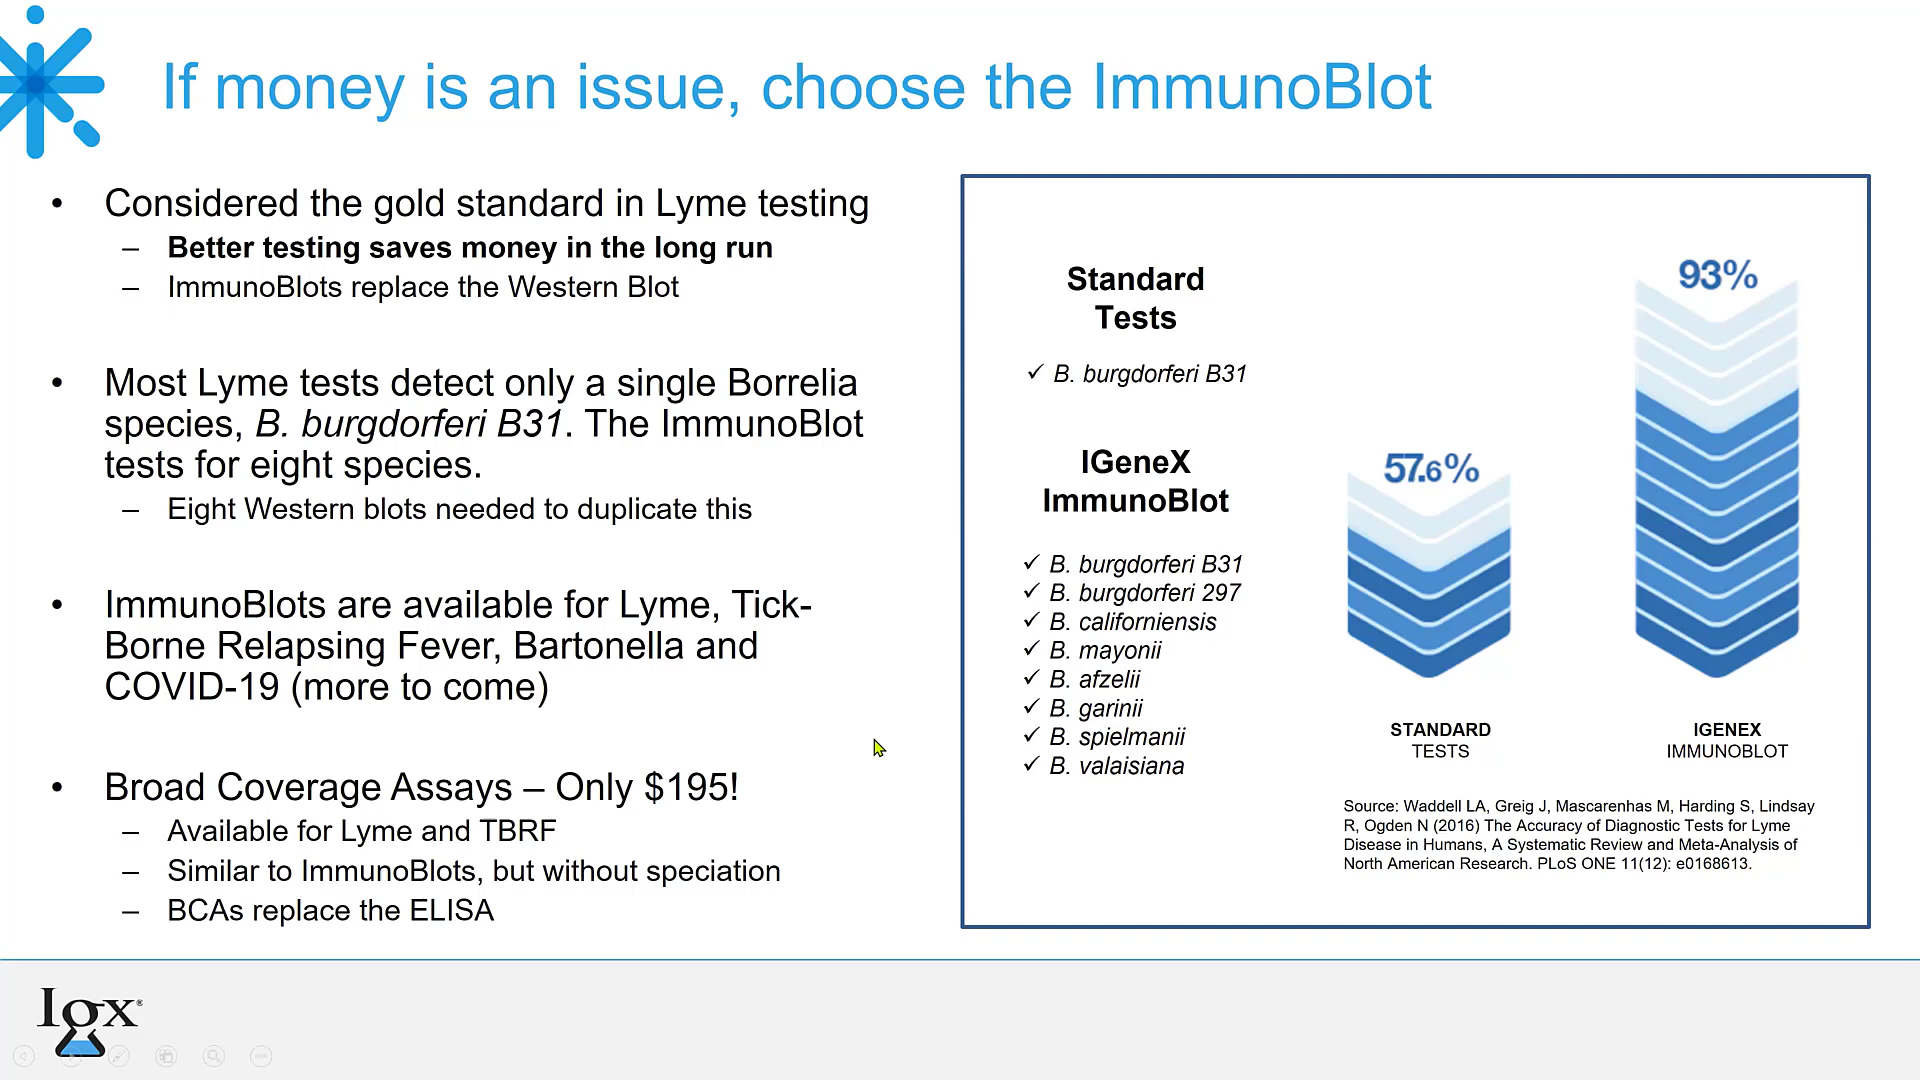 If money is an issue, choose the ImmunoBlot
• Considered the gold standard in Lyme testing
– Better testing saves money in the long run
– ImmunoBlots replace the Western Blot
• Most Lyme tests detect only a single Borrelia
species, B. burgdorferi B31. The ImmunoBlot
tests for eight species.
– Eight Western blots needed to duplicate this
• ImmunoBlots are available for Lyme, Tick-
Borne Relapsing Fever, Bartonella and
COVID-19 (more to come)
• Broad Coverage Assays – Only $195!
– Available for Lyme and TBRF
– Similar to ImmunoBlots, but without speciation
– BCAs replace the ELISA
Standard
Tests
✓ B. burgdorferi B31
IGeneX
ImmunoBlot
✓ B. burgdorferi B31
✓ B. burgdorferi 297
✓ B. californiensis
✓ B. mayonii
✓ B. afzelii
✓ B. garinii
✓ B. spielmanii
✓ B. valaisiana
57.6%
93%
STANDARD
TESTS
IGENEX
IMMUNOBLOT
Source: Waddell LA, Greig J, Mascarenhas M, Harding S, Lindsay
R, Ogden N (2016) The Accuracy of Diagnostic Tests for Lyme
Disease in Humans, A Systematic Review and Meta-Analysis of
North American Research. PLoS ONE 11(12): e0168613.
Igx®